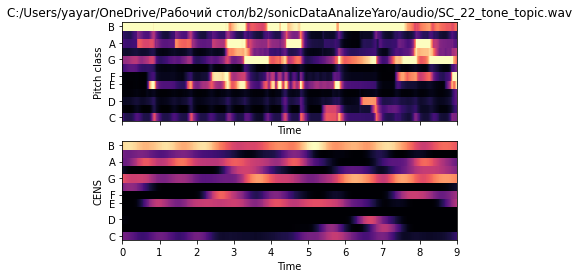 C:/Users/yayar/OneDrive/Рабочий стол/b2/sonicDataAnalizeYaro/audio/SC_22_tone_topic.wav
Pitch class
B
A
G
F
E
D
C
Time
CENS
B
A
G
F
E
D
C
0 1 2 3 4 5 6 7 8 9
Time